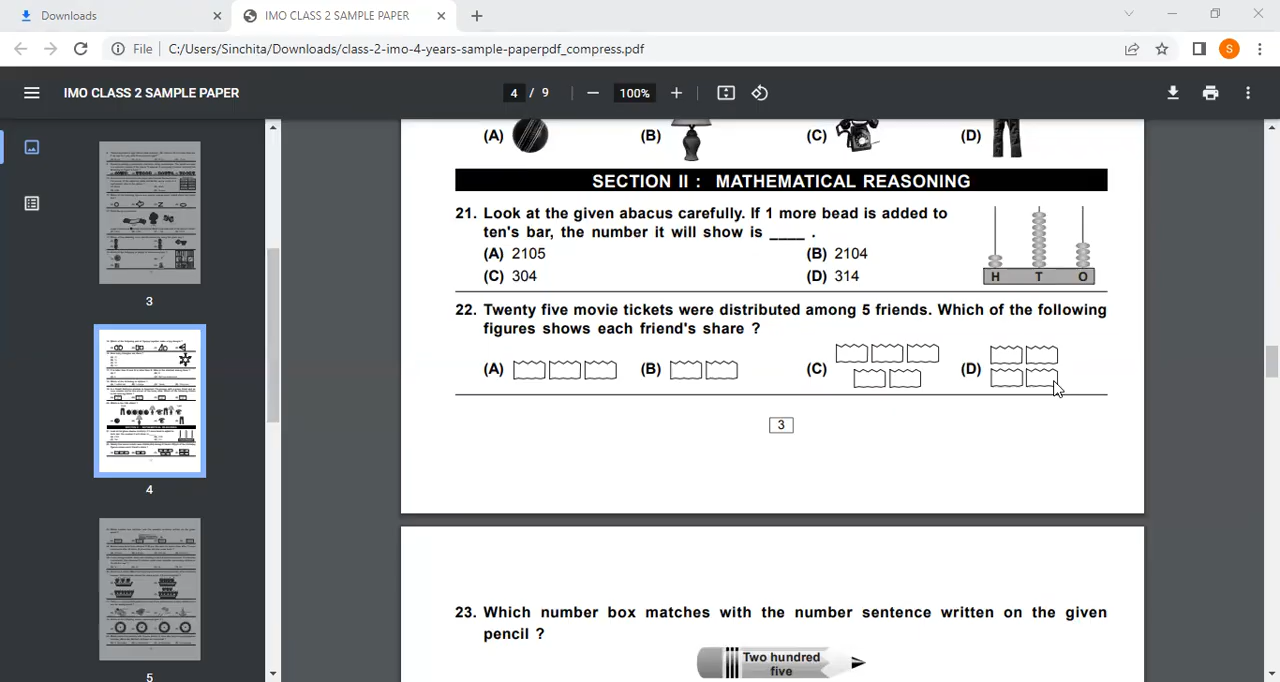 Downloads
IMO CLASS 2 SAMPLE PAPER
File C:/Users/Sinchita/Downloads/class-2-imo-4-years-sample-paperpdf_compress.pdf
S
IMO CLASS 2 SAMPLE PAPER
4 / 9
100%
3
4
5
(A) (B) (C) (D)
SECTION II : MATHEMATICAL REASONING
21. Look at the given abacus carefully. If 1 more bead is added to
ten's bar, the number it will show is ____ .
(A) 2105 (B) 2104
(C) 304 (D) 314
H T O
22. Twenty five movie tickets were distributed among 5 friends. Which of the following
figures shows each friend's share ?
(A) (B) (C) (D)
3
23. Which number box matches with the number sentence written on the given
pencil ?
Two hundred
five